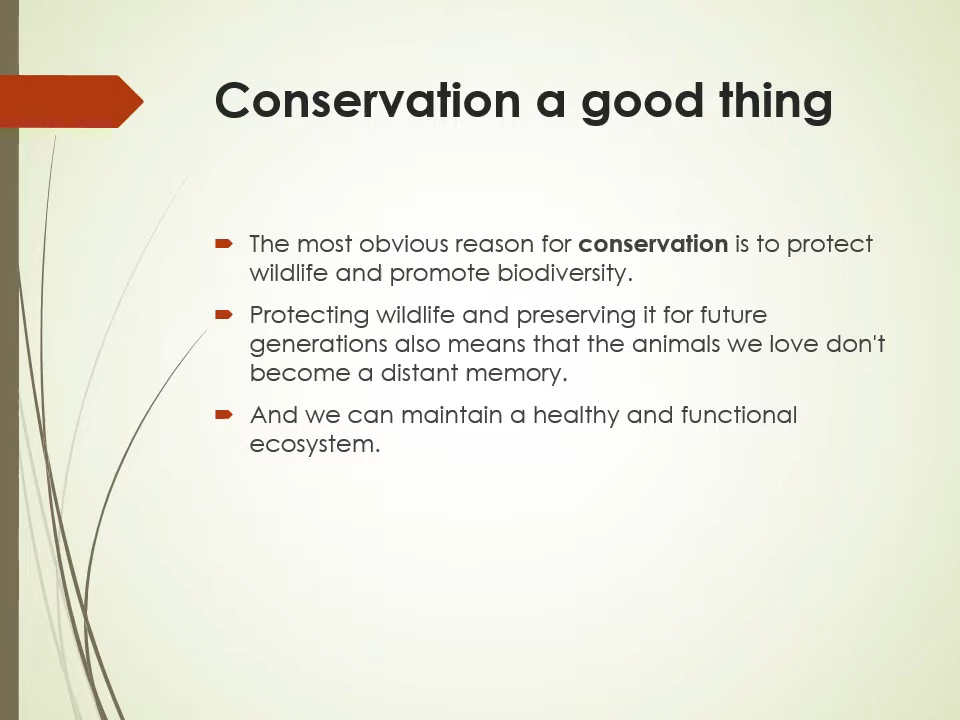 Conservation a good thing
The most obvious reason for conservation is to protect
wildlife and promote biodiversity.
Protecting wildlife and preserving it for future
generations also means that the animals we love don't
become a distant memory.
And we can maintain a healthy and functional
ecosystem.